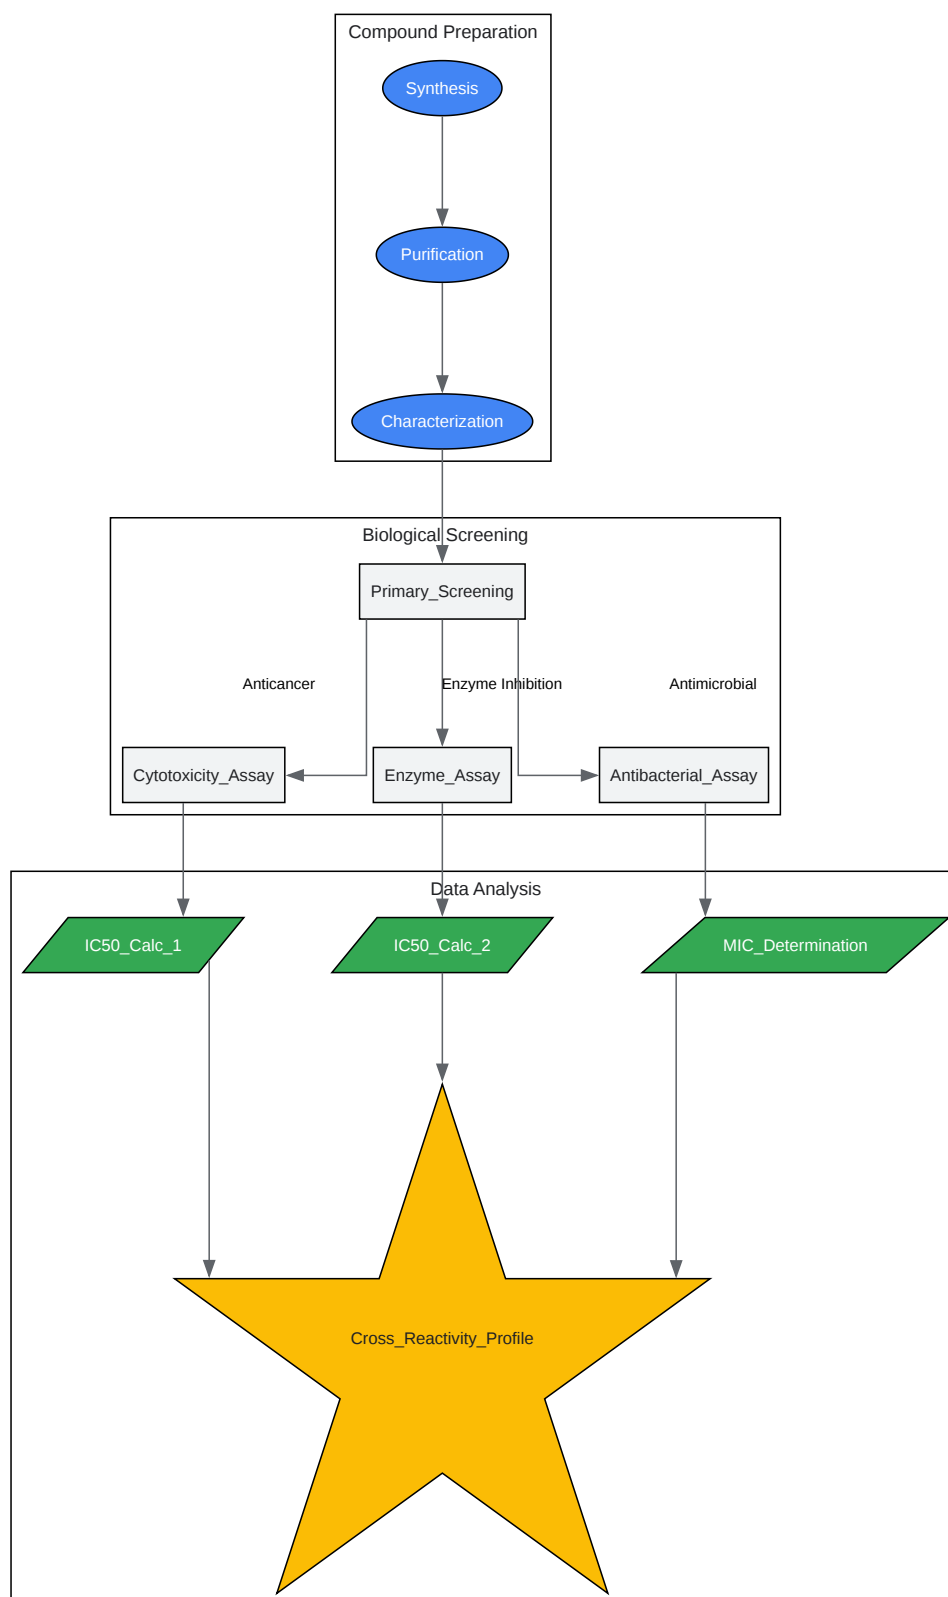 Compound Preparation
Synthesis
Purification
Characterization
Biological Screening
Primary_Screening
Anticancer
Enzyme Inhibition
Antimicrobial
Cytotoxicity_Assay
Enzyme_Assay
Antibacterial_Assay
Data Analysis
IC50_Calc_1
IC50_Calc_2
MIC_Determination
Cross_Reactivity_Profile